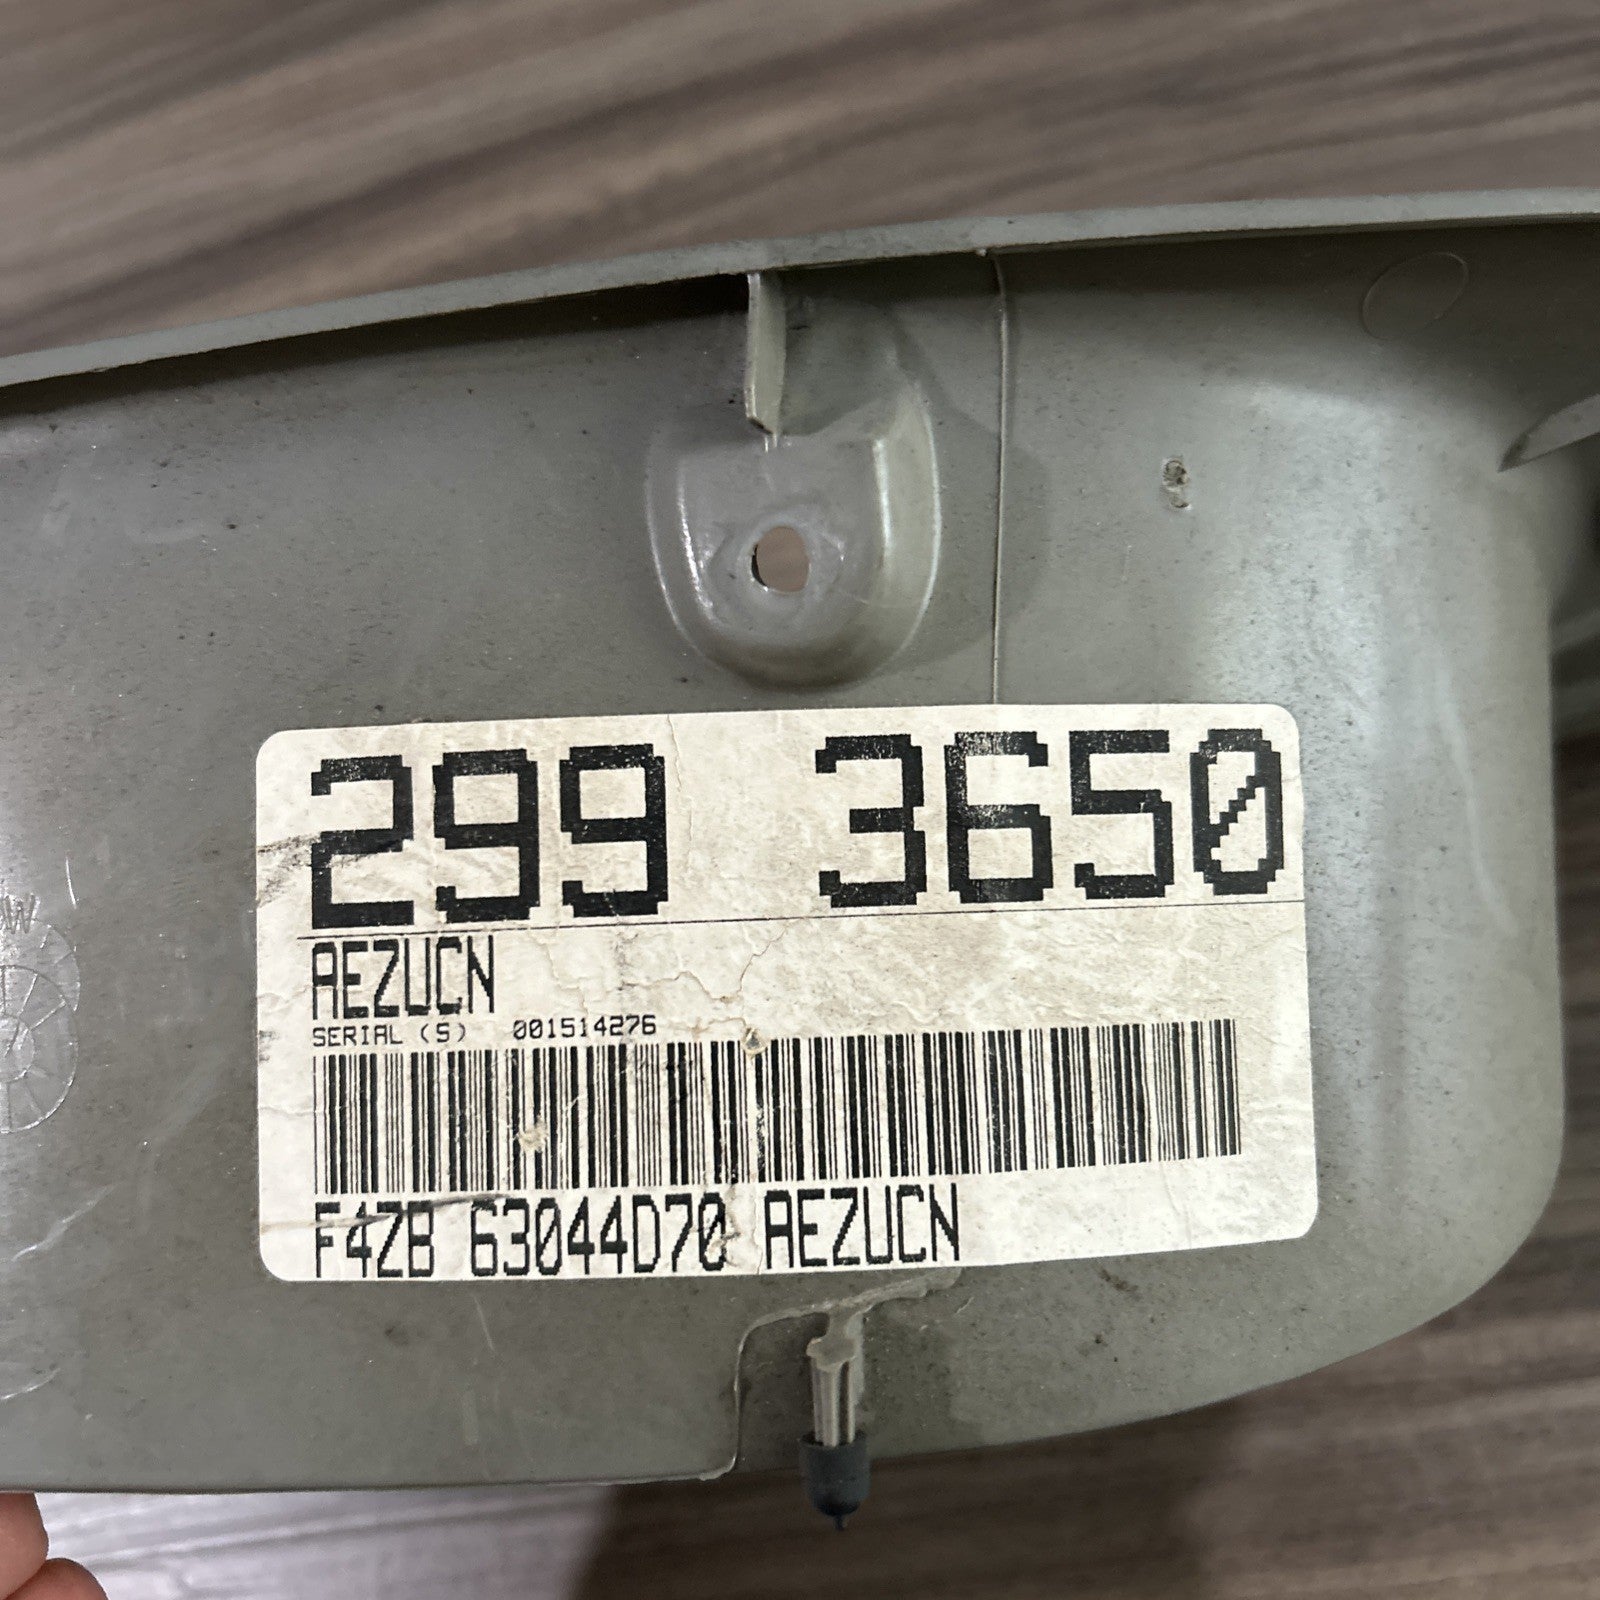 299 3650
AEZUCN
SERIAL (S) 001514276
F4ZB 63044D70 AEZUCN
W